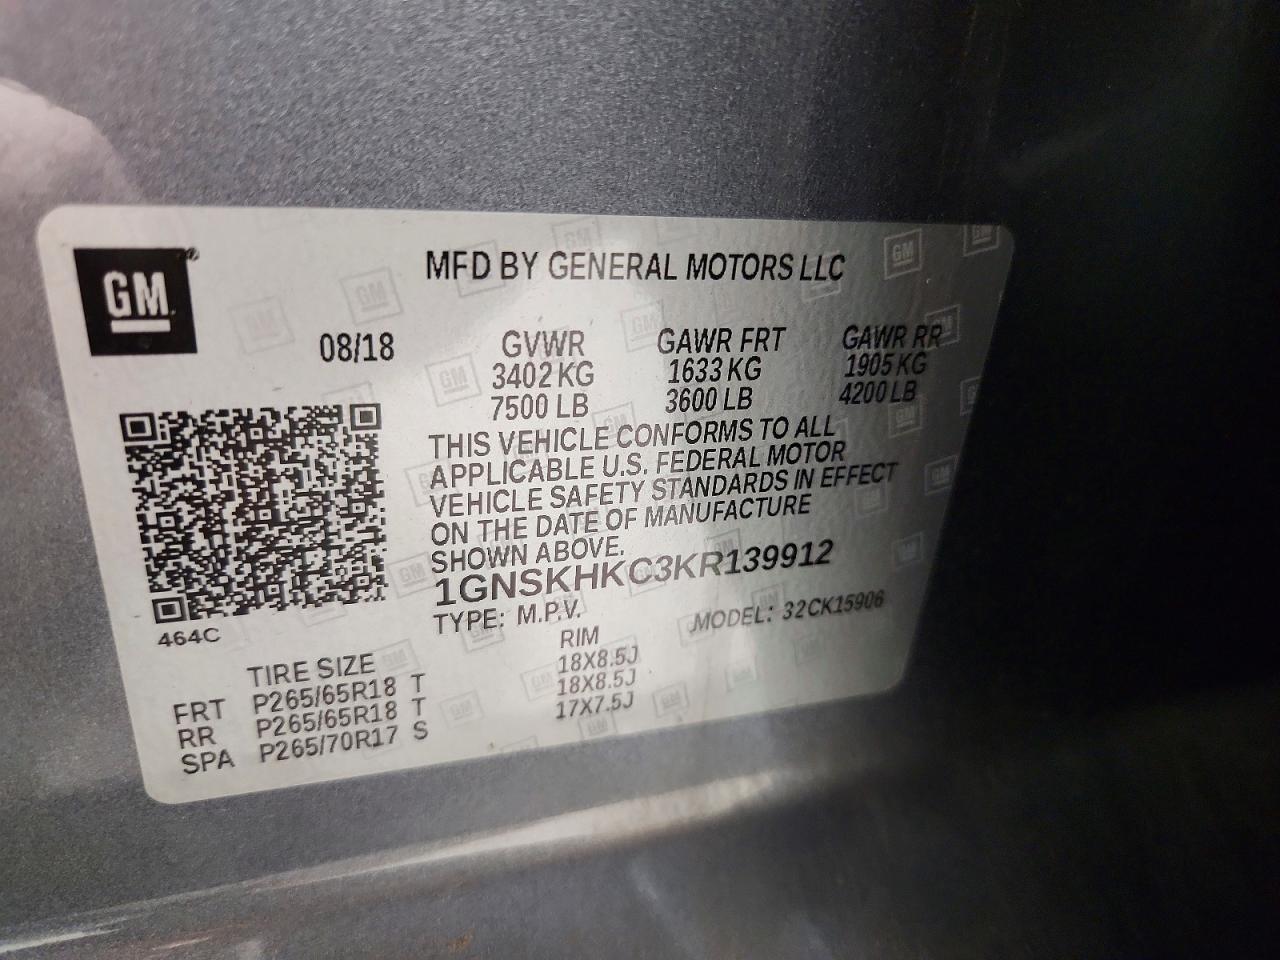 GM
MFD BY GENERAL MOTORS LLC
08/18 GVWR GAWR FRT GAWR RR
3402 KG 1633 KG 1905 KG
7500 LB 3600 LB 4200 LB
THIS VEHICLE CONFORMS TO ALL
APPLICABLE U.S. FEDERAL MOTOR
VEHICLE SAFETY STANDARDS IN EFFECT
ON THE DATE OF MANUFACTURE
SHOWN ABOVE.
1GNSKHKC3KR139912
TYPE: M.P.V. MODEL: 32CK15906
464C
TIRE SIZE RIM
FRT P265/65R18 T 18X8.5J
RR P265/65R18 T 18X8.5J
SPA P265/70R17 S 17X7.5J